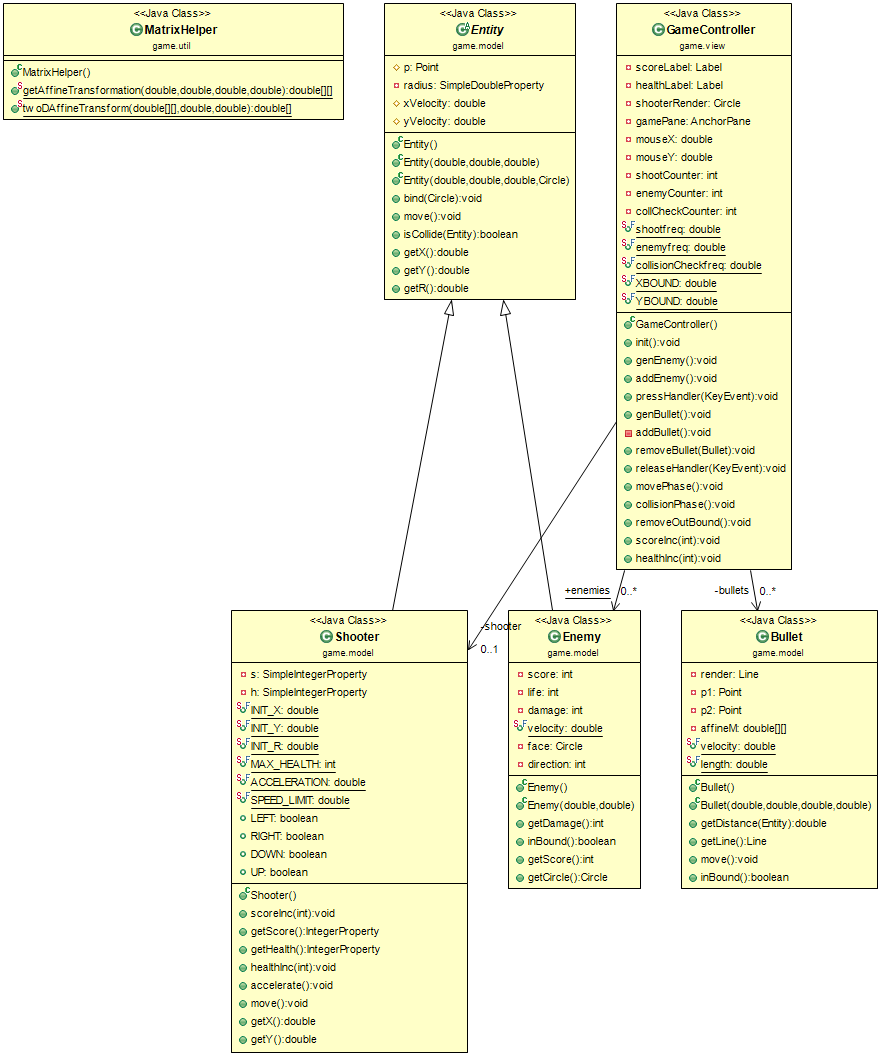 <<Java Class>>
MatrixHelper
game.util
MatrixHelper()
getAffineTransformation(double,double,double,double):double[][]
tw oDAffineTransform(double[][],double,double):double[]
<<Java Class>>
Entity
game.model
p: Point
radius: SimpleDoubleProperty
xVelocity: double
yVelocity: double
Entity()
Entity(double,double,double)
Entity(double,double,double,Circle)
bind(Circle):void
move():void
isCollide(Entity):boolean
getX():double
getY():double
getR():double
<<Java Class>>
GameController
game.view
scoreLabel: Label
healthLabel: Label
shooterRender: Circle
gamePane: AnchorPane
mouseX: double
mouseY: double
shootCounter: int
enemyCounter: int
collCheckCounter: int
shootfreq: double
enemyfreq: double
collisionCheckfreq: double
XBOUND: double
YBOUND: double
GameController()
init():void
genEnemy():void
addEnemy():void
pressHandler(KeyEvent):void
genBullet():void
addBullet():void
removeBullet(Bullet):void
releaseHandler(KeyEvent):void
movePhase():void
collisionPhase():void
removeOutBound():void
scoreInc(int):void
healthInc(int):void
+enemies 0..*
-bullets 0..*
-shooter
0..1
<<Java Class>>
Shooter
game.model
s: SimpleIntegerProperty
h: SimpleIntegerProperty
INIT_X: double
INIT_Y: double
INIT_R: double
MAX_HEALTH: int
ACCELERATION: double
SPEED_LIMIT: double
LEFT: boolean
RIGHT: boolean
DOWN: boolean
UP: boolean
Shooter()
scoreInc(int):void
getScore():IntegerProperty
getHealth():IntegerProperty
healthInc(int):void
accelerate():void
move():void
getX():double
getY():double
<<Java Class>>
Enemy
game.model
score: int
life: int
damage: int
velocity: double
face: Circle
direction: int
Enemy()
Enemy(double,double)
getDamage():int
inBound():boolean
getScore():int
getCircle():Circle
<<Java Class>>
Bullet
game.model
render: Line
p1: Point
p2: Point
affineM: double[][]
velocity: double
length: double
Bullet()
Bullet(double,double,double,double)
getDistance(Entity):double
getLine():Line
move():void
inBound():boolean